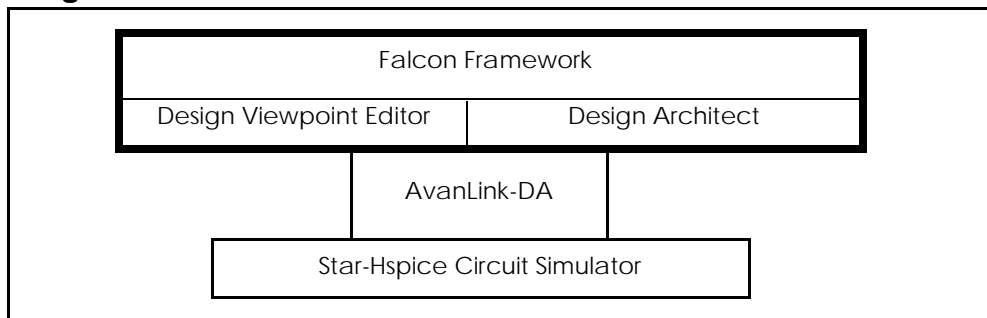 Falcon Framework
Design Viewpoint Editor
Design Architect
AvanLink-DA
Star-Hspice Circuit Simulator